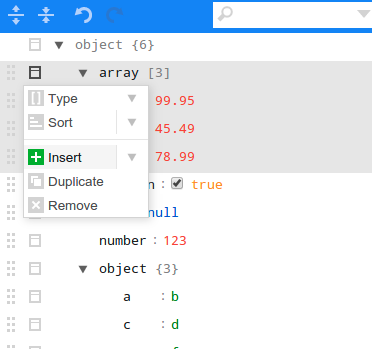 object {6}
array [3]
Type
99.95
Sort
45.49
Insert
78.99
Duplicate
n : true
Remove
null
number : 123
object {3}
a : b
c : d